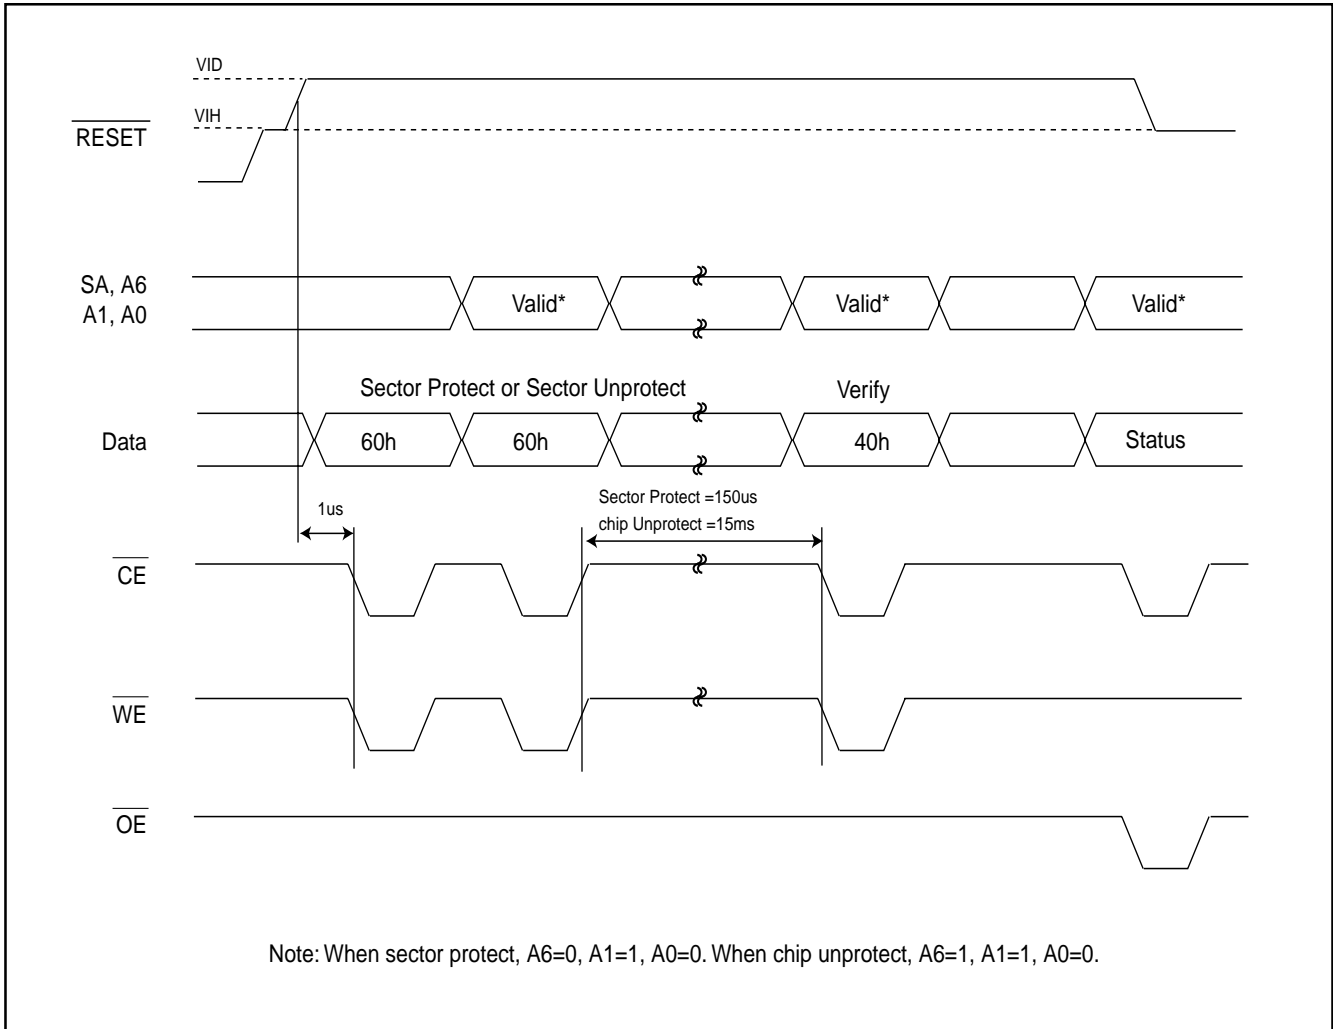 VID
VIH
RESET
SA, A6
A1, A0
Valid*
Valid*
Valid*
Sector Protect or Sector Unprotect
Verify
Data
60h
60h
40h
Status
1us
Sector Protect =150us
chip Unprotect =15ms
CE
WE
OE
Note: When sector protect, A6=0, A1=1, A0=0. When chip unprotect, A6=1, A1=1, A0=0.